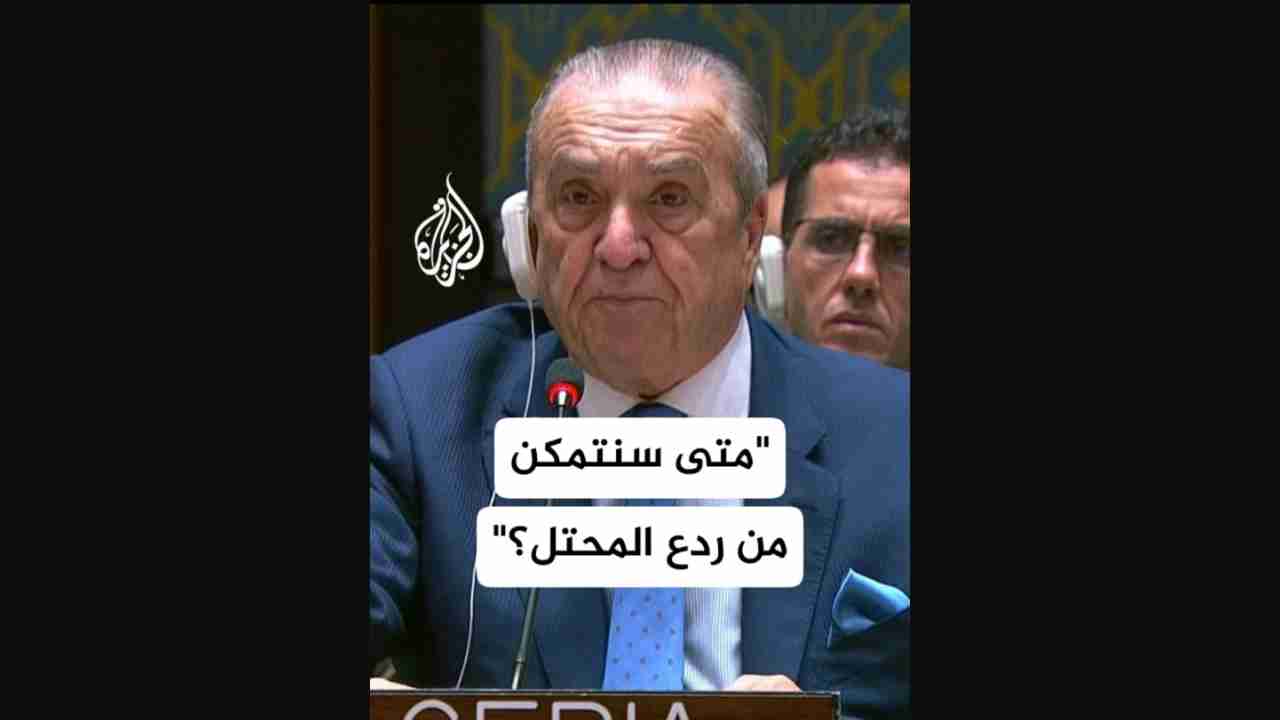 الجزيرة
"متى سنتمكن
من ردع المحتل؟"